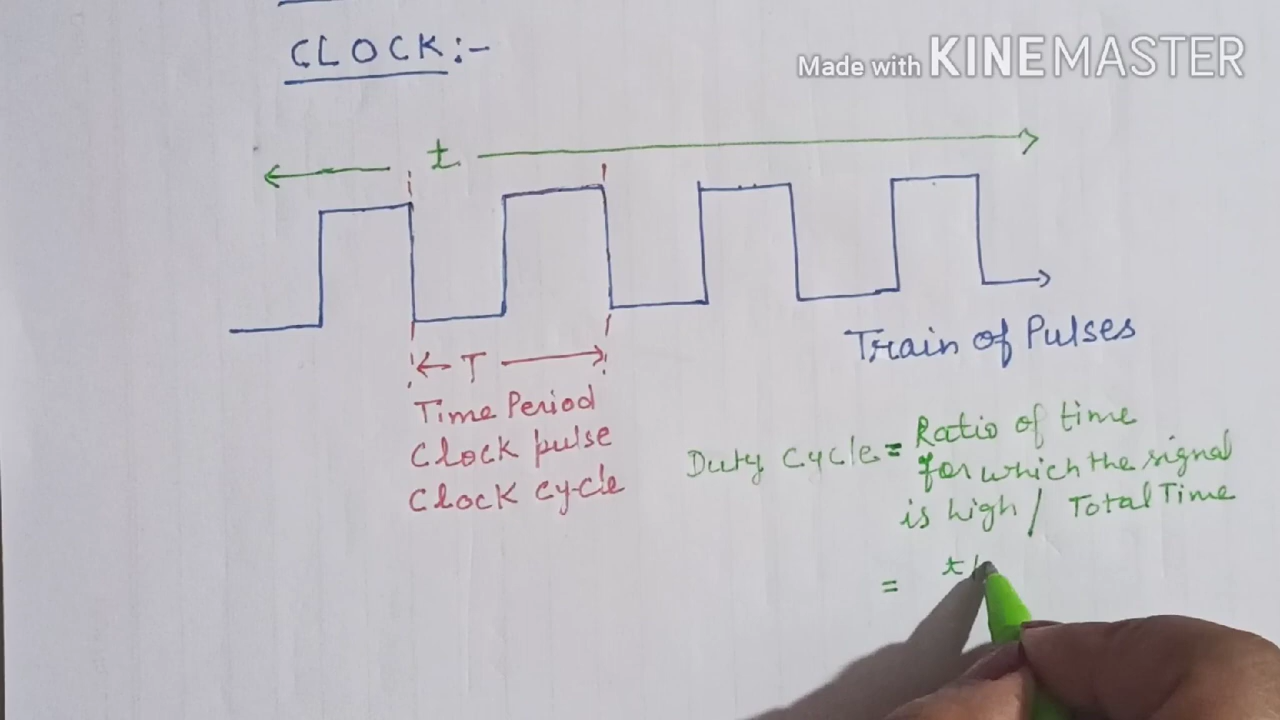 CLOCK:-
Made with KINEMASTER
t
T
Time Period
Clock pulse
Clock cycle
Train of Pulses
Duty Cycle = Ratio of time
for which the signal
is high / Total Time
= t